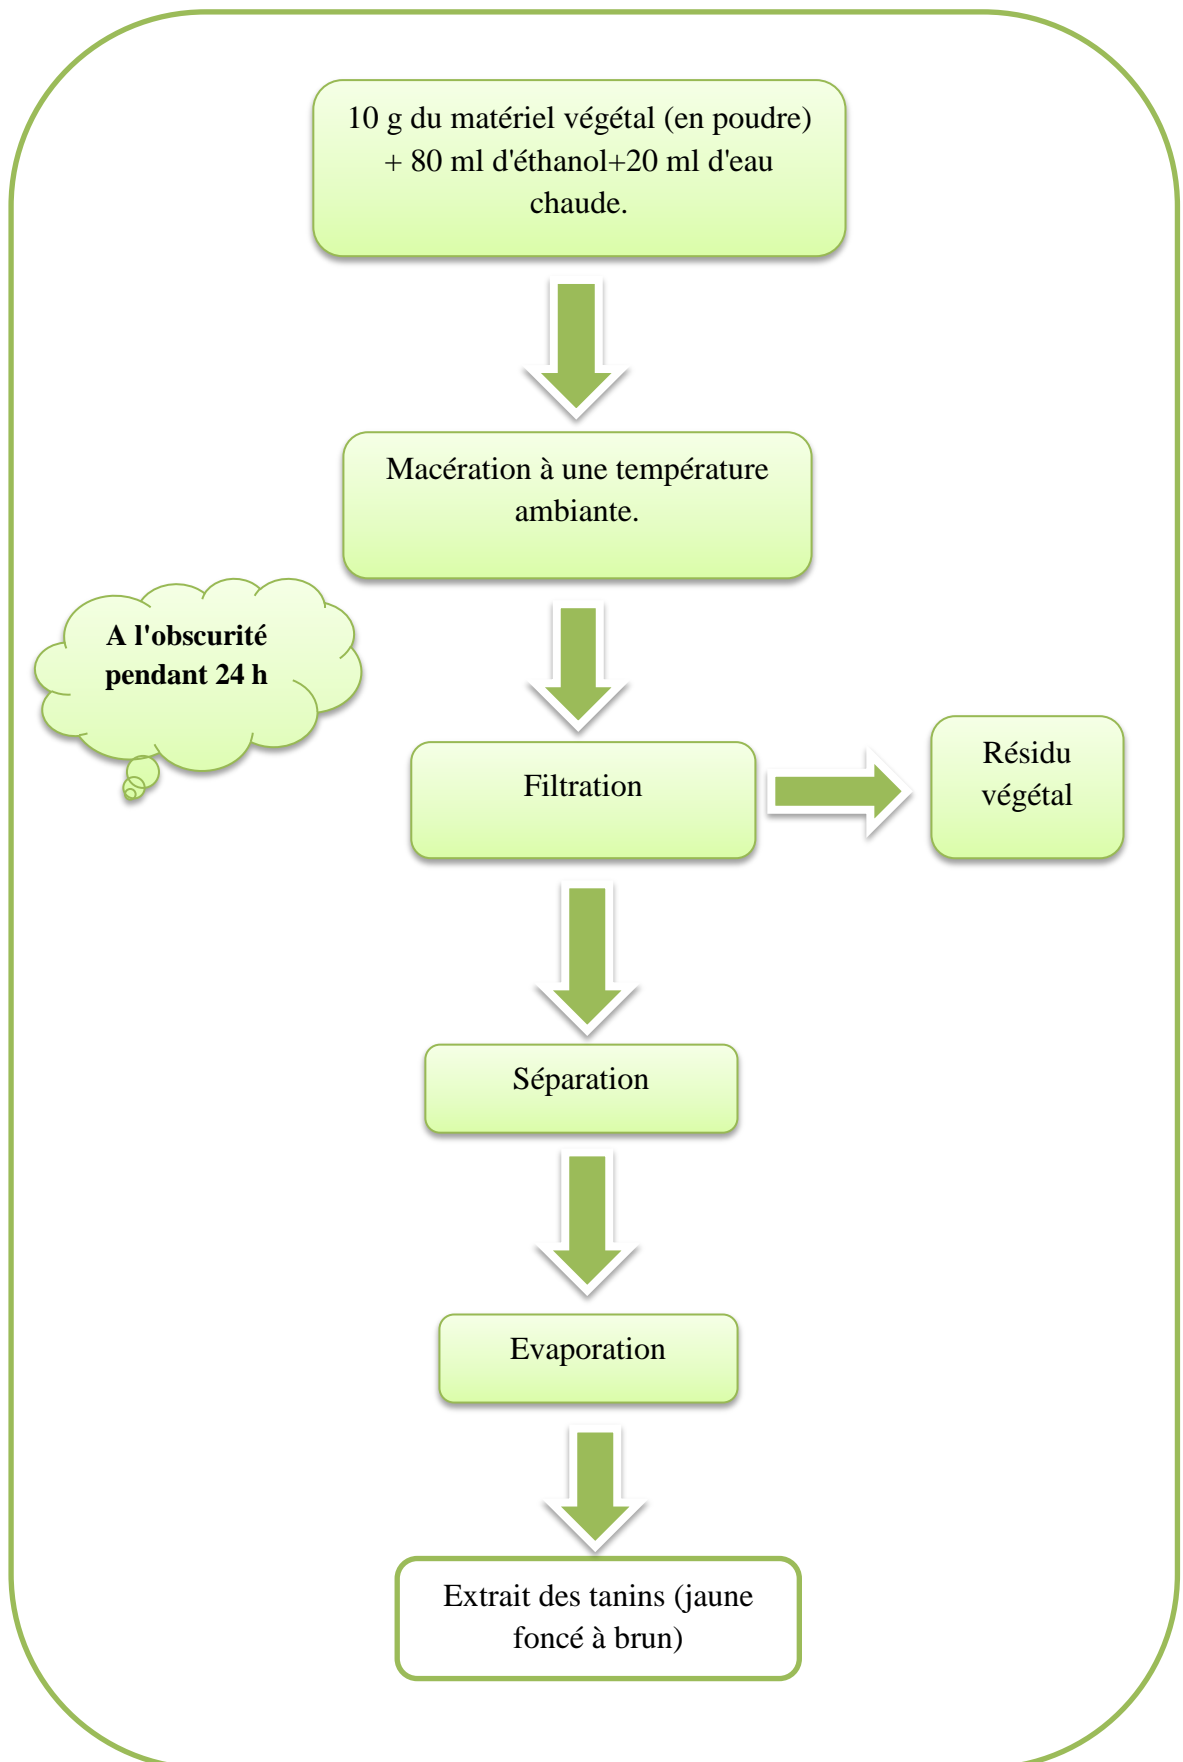 10 g du matériel végétal (en poudre)
+ 80 ml d'éthanol+20 ml d'eau
chaude.
Macération à une température
ambiante.
A l'obscurité
pendant 24 h
Filtration
Résidu
végétal
Séparation
Evaporation
Extrait des tanins (jaune
foncé à brun)